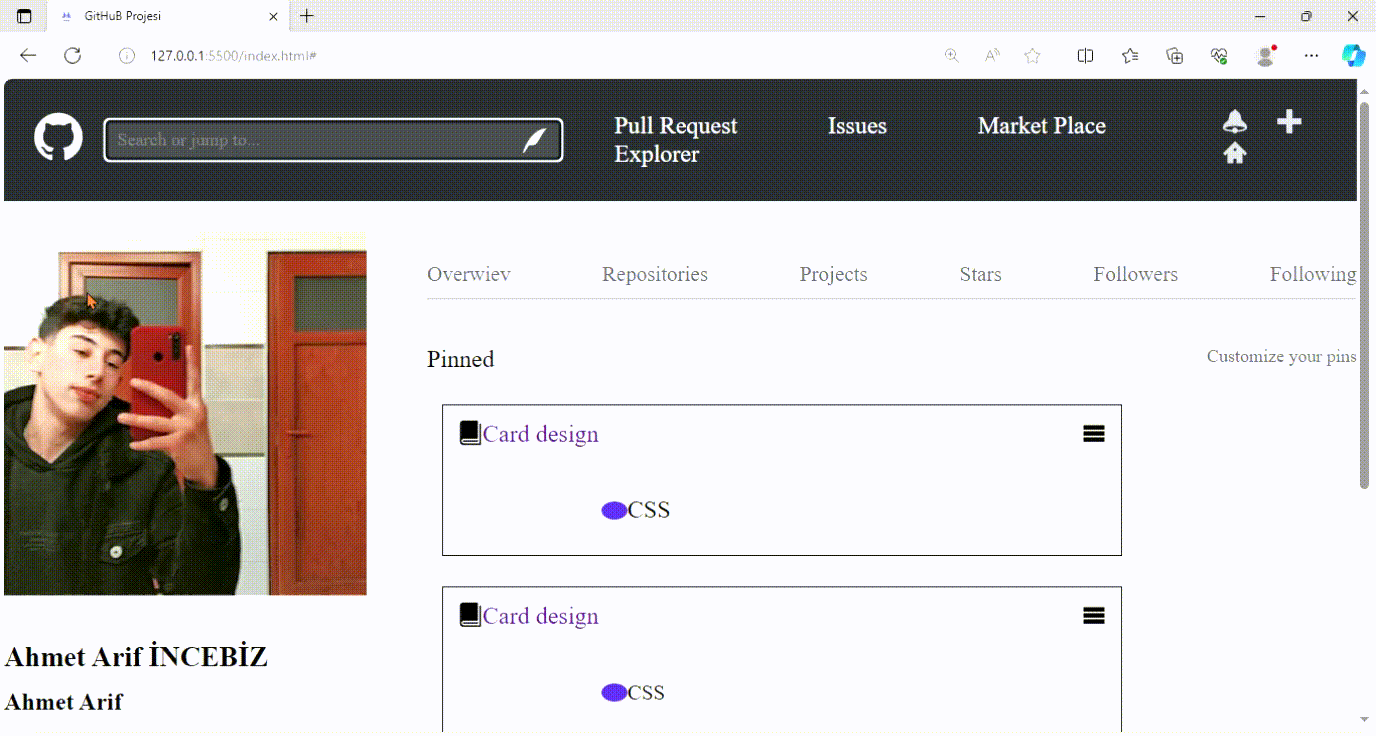 GitHuB Projesi
127.0.0.1:5500/index.html#
Search or jump to...
Pull Request
Issues
Market Place
Explorer
Overwiev
Repositories
Projects
Stars
Followers
Following
Pinned
Customize your pins
Card design
CSS
Card design
CSS
Ahmet Arif İNCEBİZ
Ahmet Arif